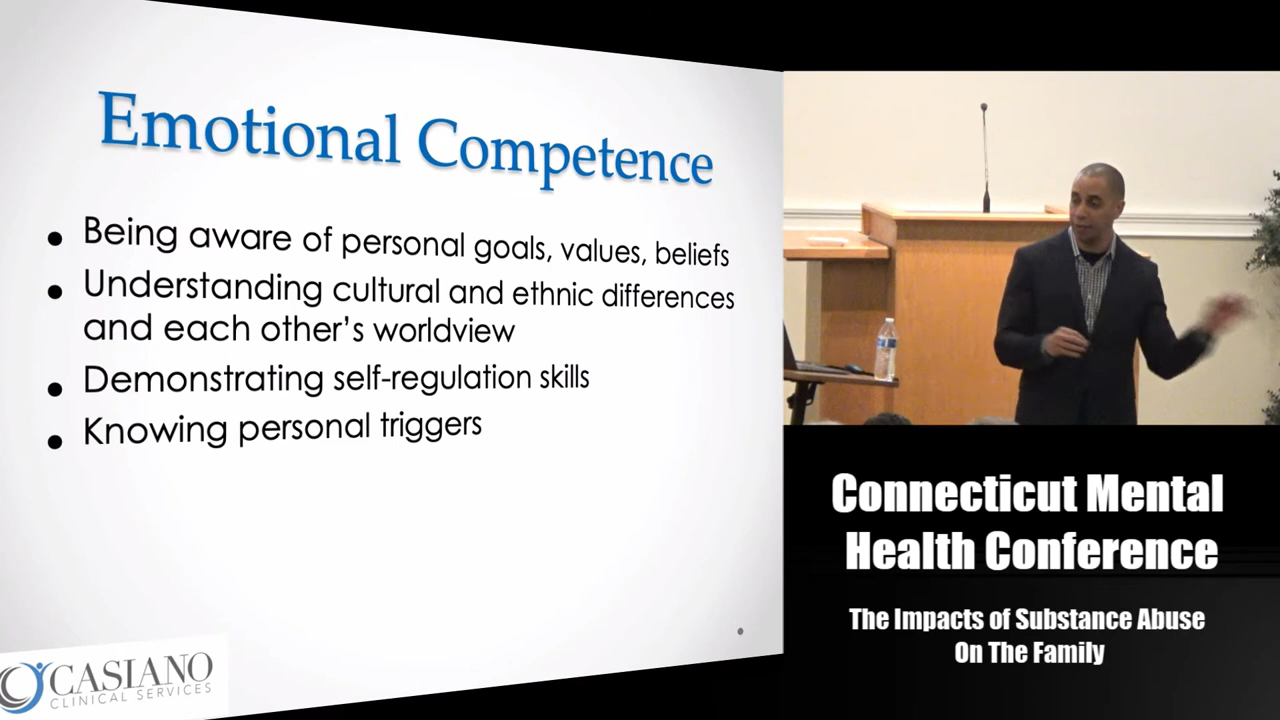 Emotional Competence
• Being aware of personal goals, values, beliefs
• Understanding cultural and ethnic differences
and each other’s worldview
• Demonstrating self-regulation skills
• Knowing personal triggers
CASIANO
CLINICAL SERVICES
Connecticut Mental
Health Conference
The Impacts of Substance Abuse
On The Family